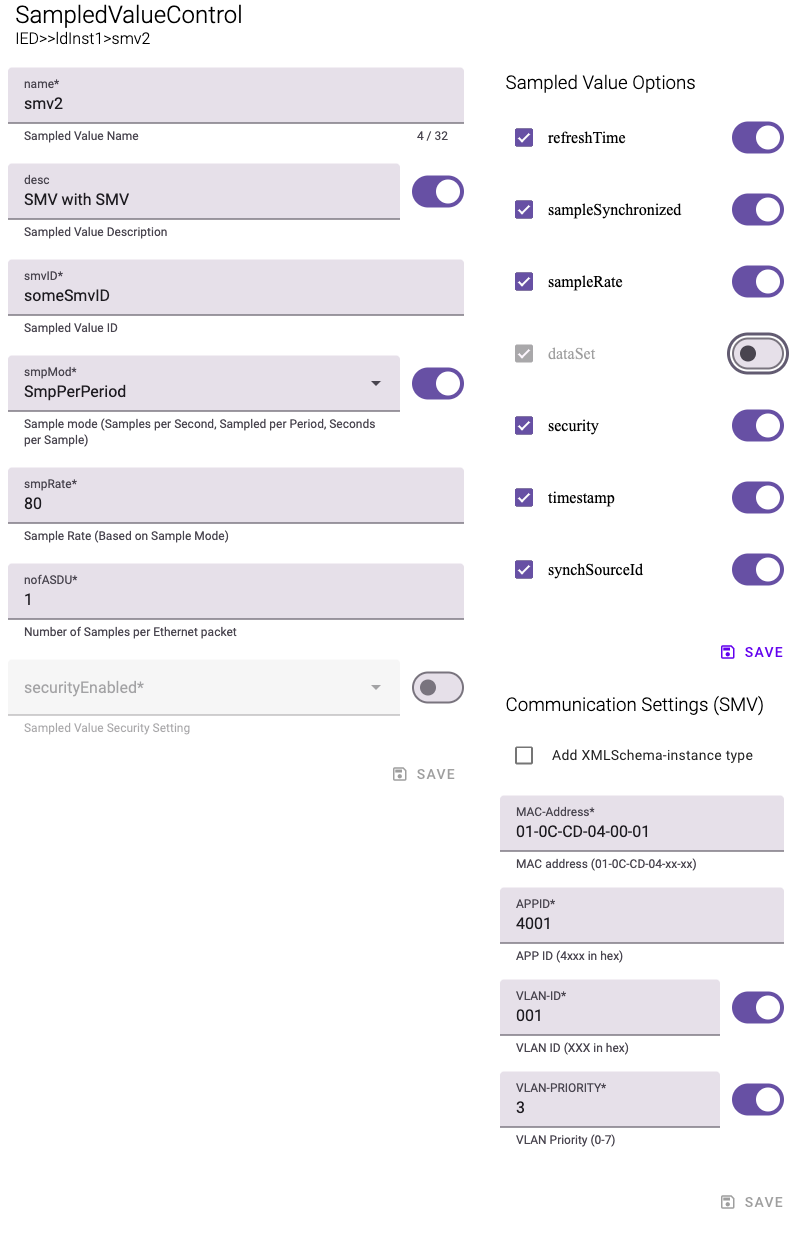 SampledValueControl
IED>>ldInst1>smv2
name*
smv2
Sampled Value Name
4 / 32
desc
SMV with SMV
Sampled Value Description
smvID*
someSmvID
Sampled Value ID
smpMod*
SmpPerPeriod
Sample mode (Samples per Second, Sampled per Period, Seconds
per Sample)
smpRate*
80
Sample Rate (Based on Sample Mode)
nofASDU*
1
Number of Samples per Ethernet packet
securityEnabled*
Sampled Value Security Setting
SAVE
Sampled Value Options
refreshTime
sampleSynchronized
sampleRate
dataSet
security
timestamp
synchSourceId
SAVE
Communication Settings (SMV)
Add XMLSchema-instance type
MAC-Address*
01-0C-CD-04-00-01
MAC address (01-0C-CD-04-xx-xx)
APPID*
4001
APP ID (4xxx in hex)
VLAN-ID*
001
VLAN ID (XXX in hex)
VLAN-PRIORITY*
3
VLAN Priority (0-7)
SAVE